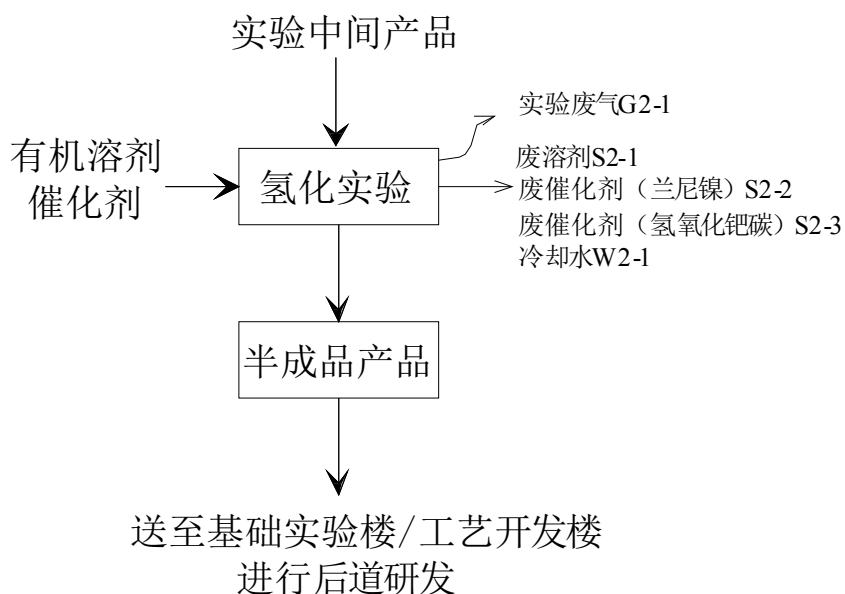 实验中间产品
实验废气G2-1
有机溶剂
催化剂
氢化实验
废溶剂S2-1
废催化剂（兰尼镍）S2-2
废催化剂（氢氧化钯碳）S2-3
冷却水W2-1
半成品产品
送至基础实验楼/工艺开发楼
进行后道研发